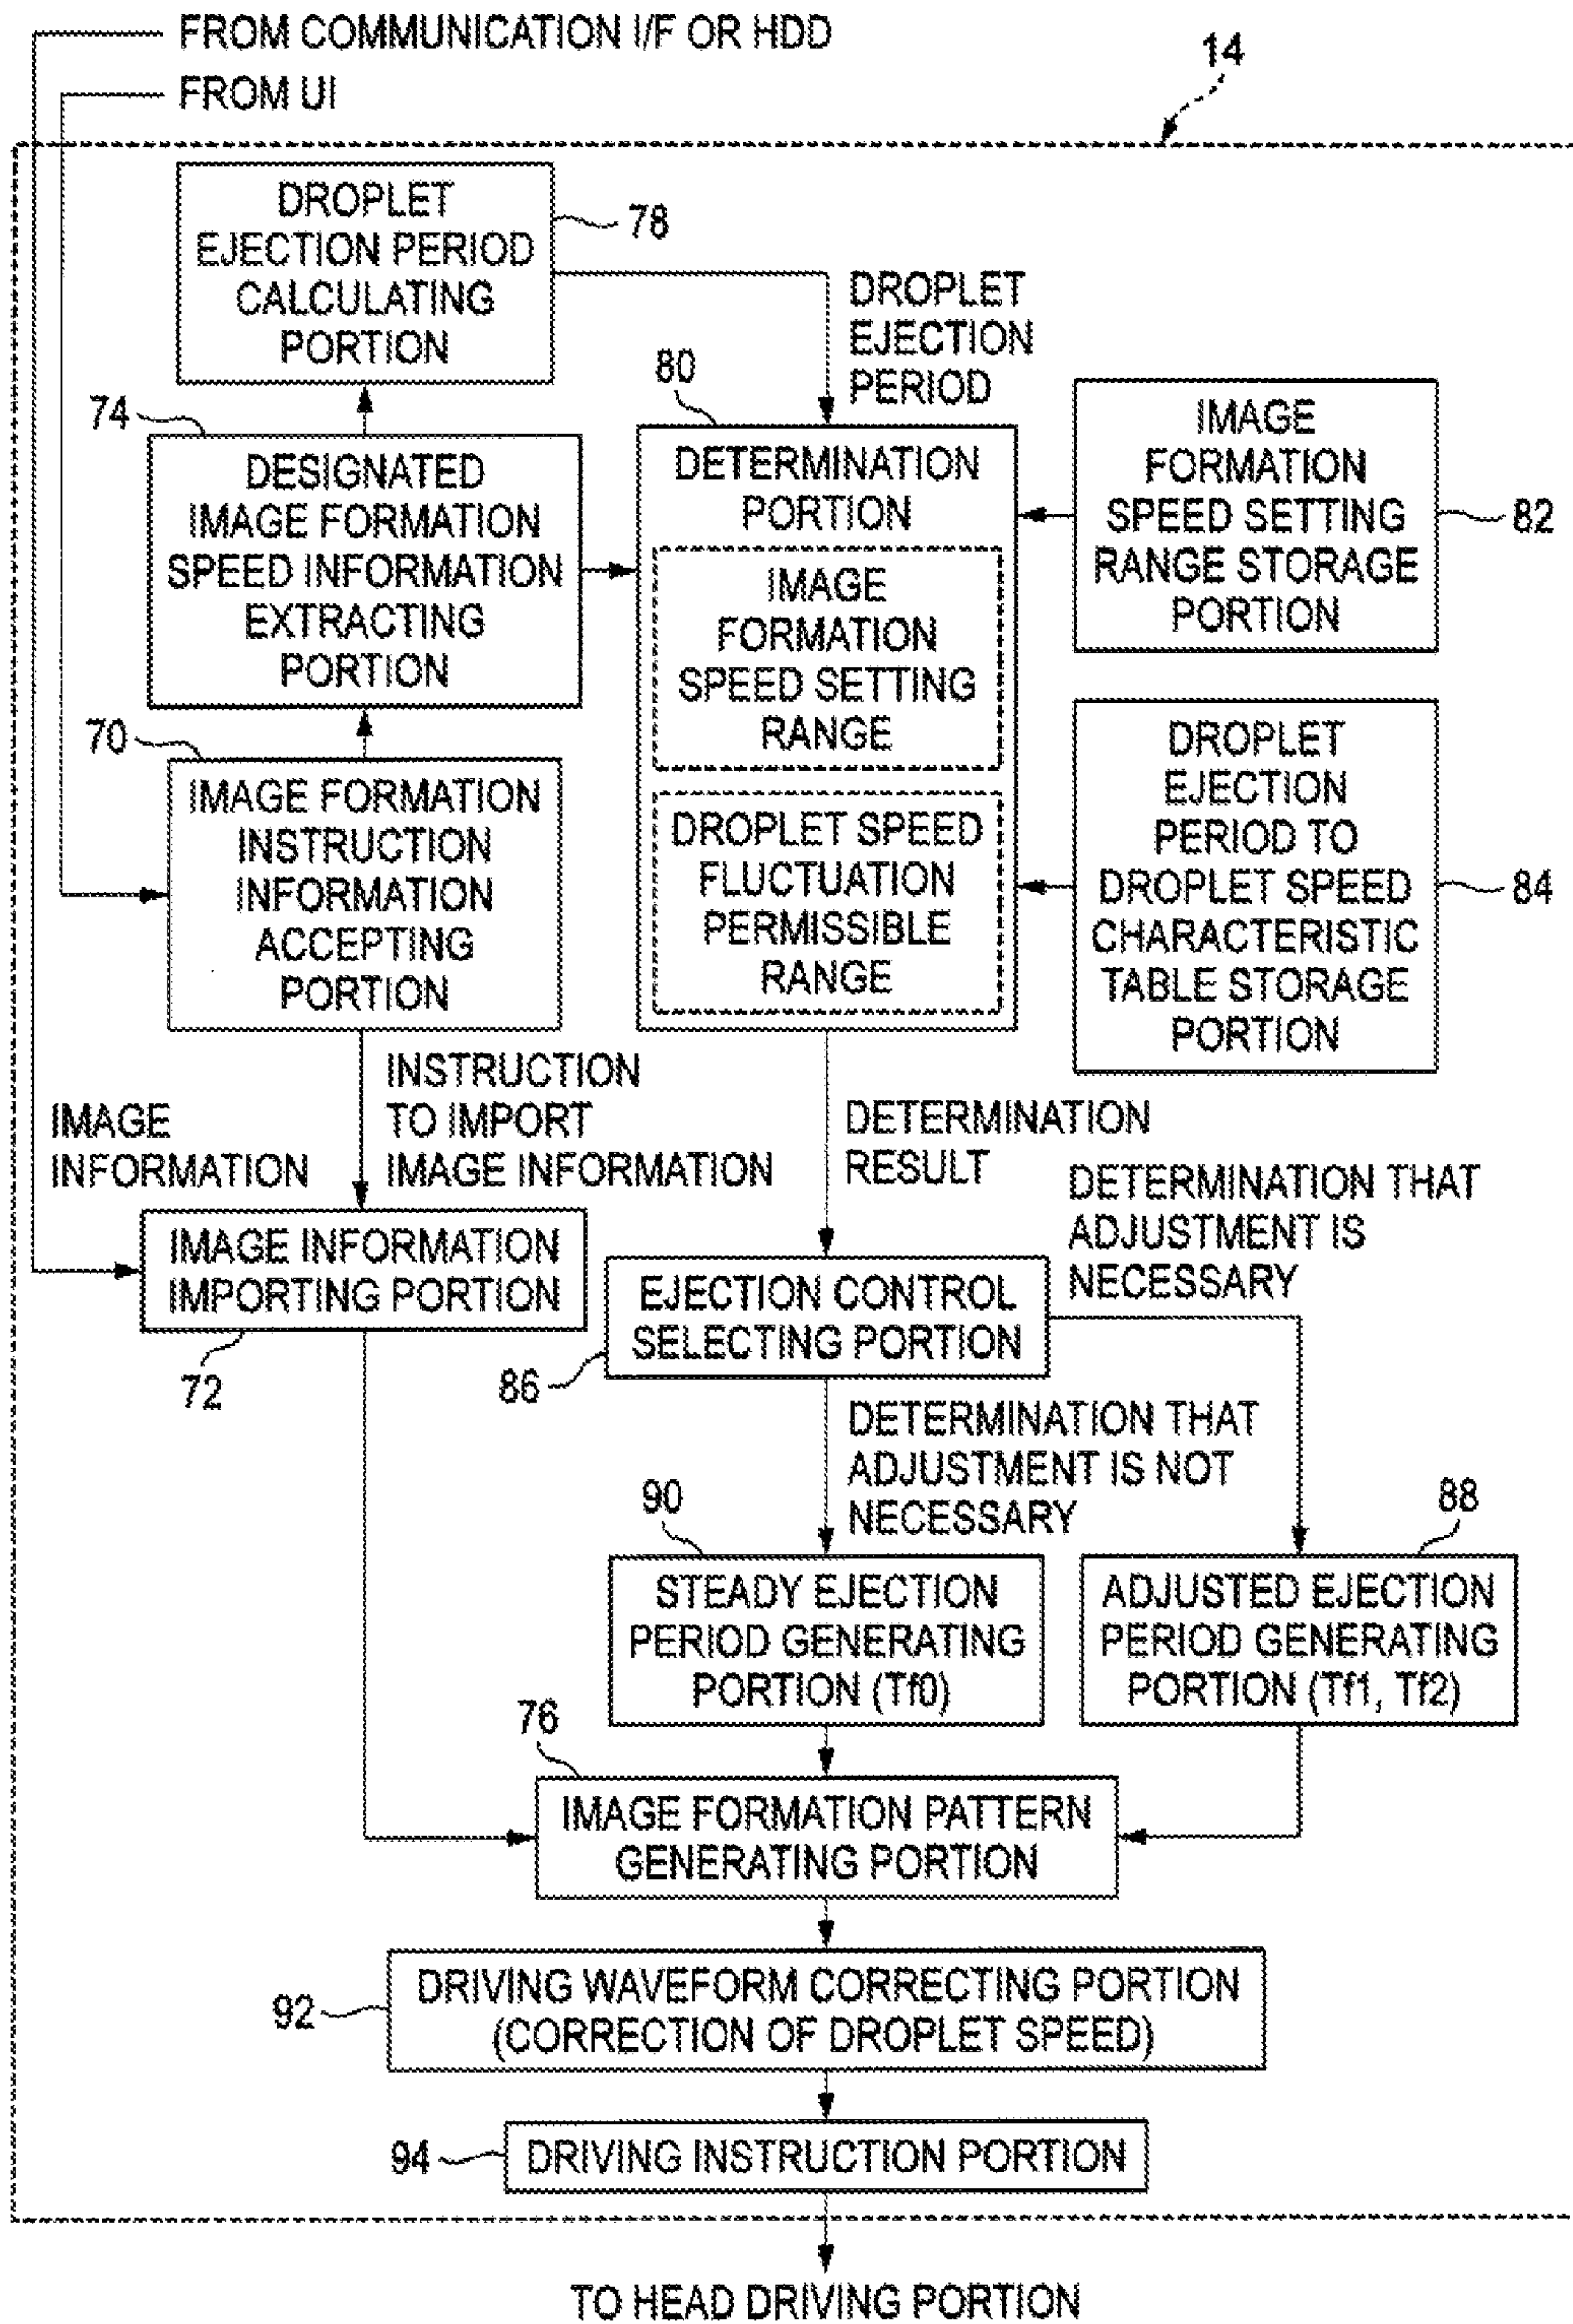 FROM COMMUNICATION I/F OR HDD
FROM UI
14
DROPLET
EJECTION PERIOD
CALCULATING
PORTION
78
DROPLET
EJECTION
PERIOD
74
DESIGNATED
IMAGE FORMATION
SPEED INFORMATION
EXTRACTING
PORTION
80
DETERMINATION
PORTION
IMAGE
FORMATION
SPEED SETTING
RANGE
DROPLET SPEED
FLUCTUATION
PERMISSIBLE
RANGE
IMAGE
FORMATION
SPEED SETTING
RANGE STORAGE
PORTION
82
70
IMAGE FORMATION
INSTRUCTION
INFORMATION
ACCEPTING
PORTION
DROPLET
EJECTION
PERIOD TO
DROPLET SPEED
CHARACTERISTIC
TABLE STORAGE
PORTION
84
IMAGE
INFORMATION
INSTRUCTION
TO IMPORT
IMAGE INFORMATION
DETERMINATION
RESULT
DETERMINATION THAT
ADJUSTMENT IS
NECESSARY
IMAGE INFORMATION
IMPORTING PORTION
72
EJECTION CONTROL
SELECTING PORTION
86
DETERMINATION THAT
ADJUSTMENT IS NOT
NECESSARY
90
STEADY EJECTION
PERIOD GENERATING
PORTION (Tf0)
88
ADJUSTED EJECTION
PERIOD GENERATING
PORTION (Tf1, Tf2)
76
IMAGE FORMATION PATTERN
GENERATING PORTION
92
DRIVING WAVEFORM CORRECTING PORTION
(CORRECTION OF DROPLET SPEED)
94
DRIVING INSTRUCTION PORTION
TO HEAD DRIVING PORTION